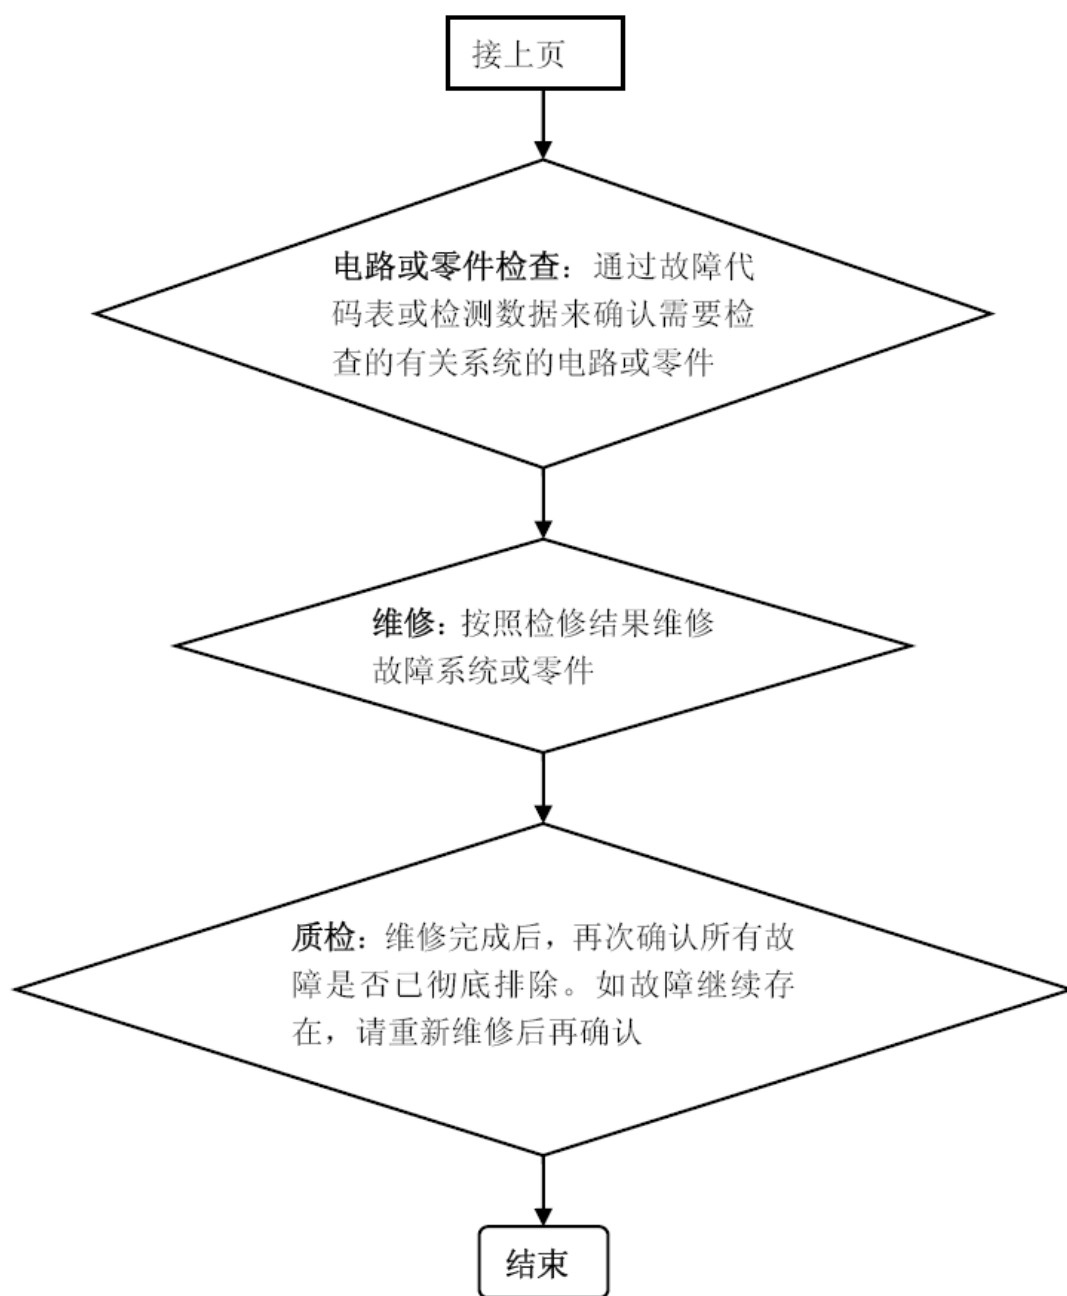 接上页
电路或零件检查：通过故障代
码表或检测数据来确认需要检
查的有关系统的电路或零件
维修：按照检修结果维修
故障系统或零件
质检：维修完成后，再次确认所有故
障是否已彻底排除。如故障继续存
在，请重新维修后再确认
结束